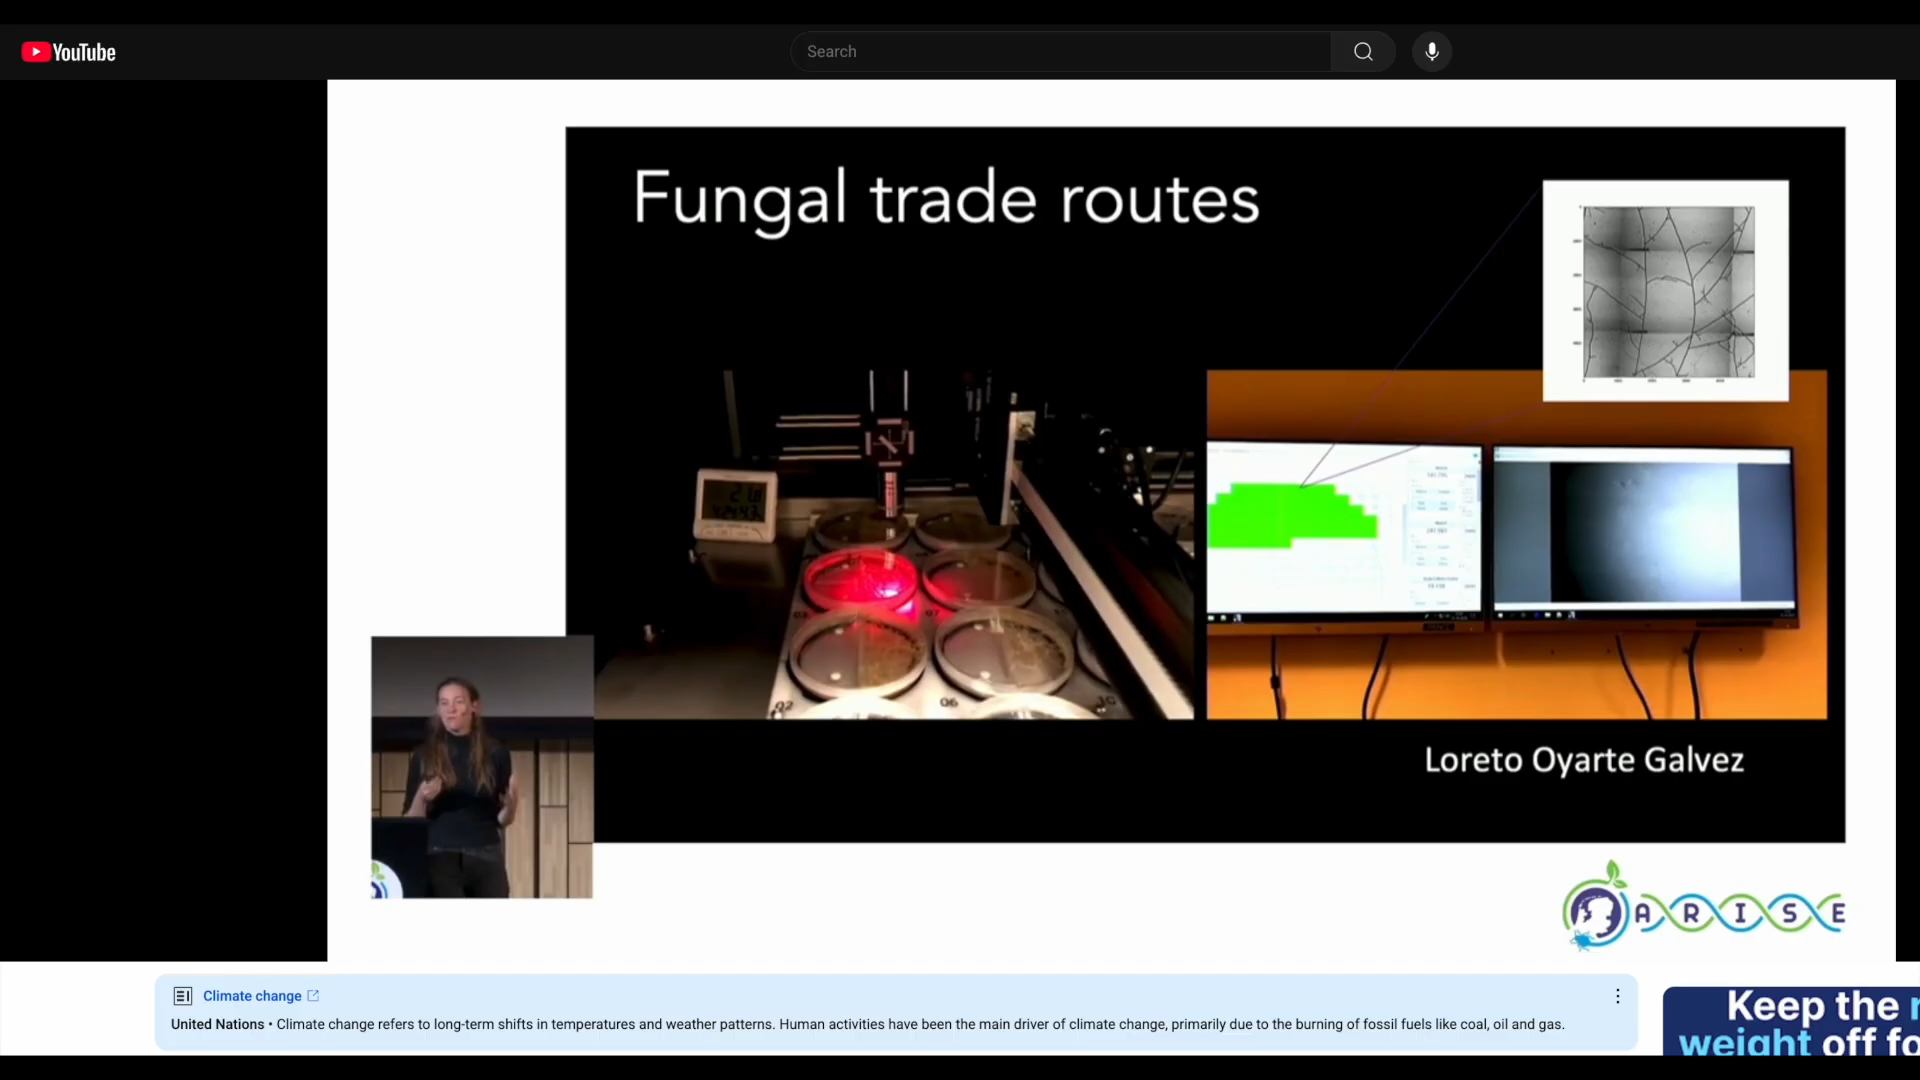 YouTube
Search
Fungal trade routes
02
06
Loreto Oyarte Galvez
ARISE
Climate change
United Nations • Climate change refers to long-term shifts in temperatures and weather patterns. Human activities have been the main driver of climate change, primarily due to the burning of fossil fuels like coal, oil and gas.
Keep the
weight off fo